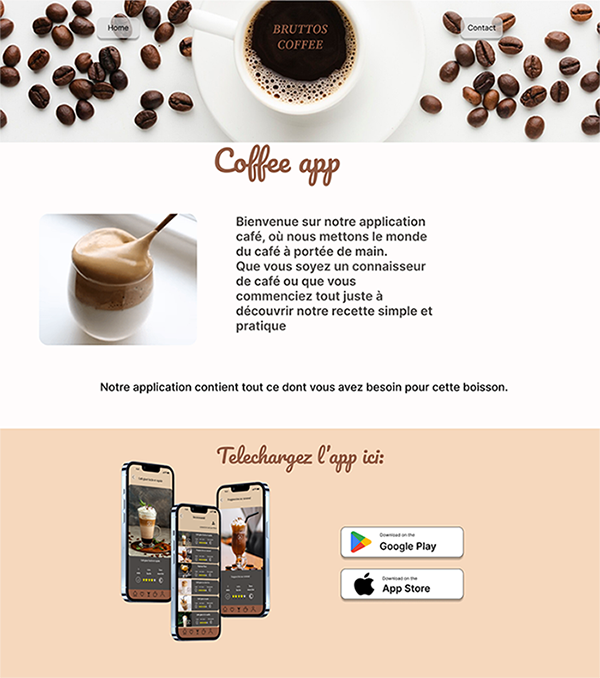 Home
BRUTTOS
COFFEE
Contact
Coffee app
Bienvenue sur notre application
café, où nous mettons le monde
du café à portée de main.
Que vous soyez un connaisseur
de café ou que vous
commenciez tout juste à
découvrir notre recette simple et
pratique
Notre application contient tout ce dont vous avez besoin pour cette boisson.
Telechargez l'app ici:
Download on the
Google Play
Download on the
App Store